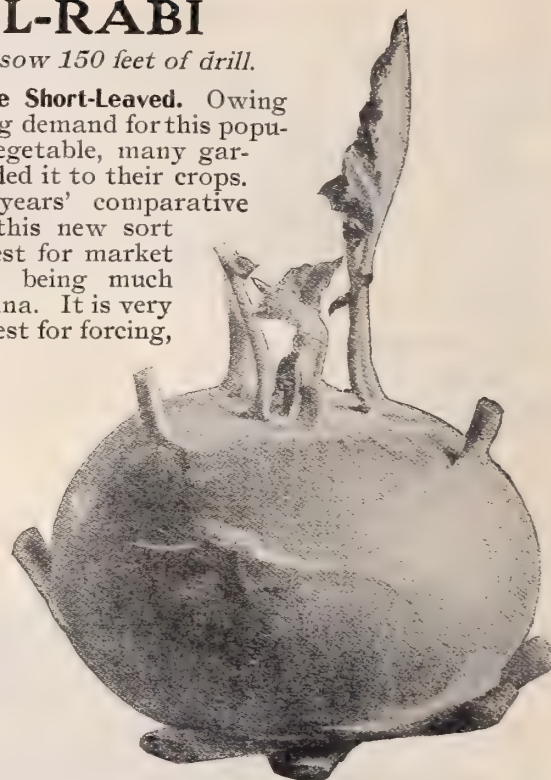 L-RABI
sow 150 feet of drill.
e Short-Leaved. Owing
g demand for this popu-
egetable, many gar-
led it to their crops.
years' comparative
this new sort
est for market
being much
na. It is very
est for forcing,